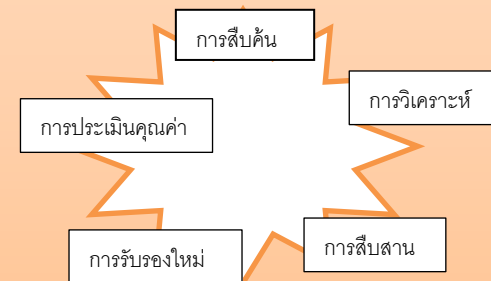 การสืบค้น
การวิเคราะห์
การประเมินคุณค่า
การสืบสาน
การรับรองใหม่